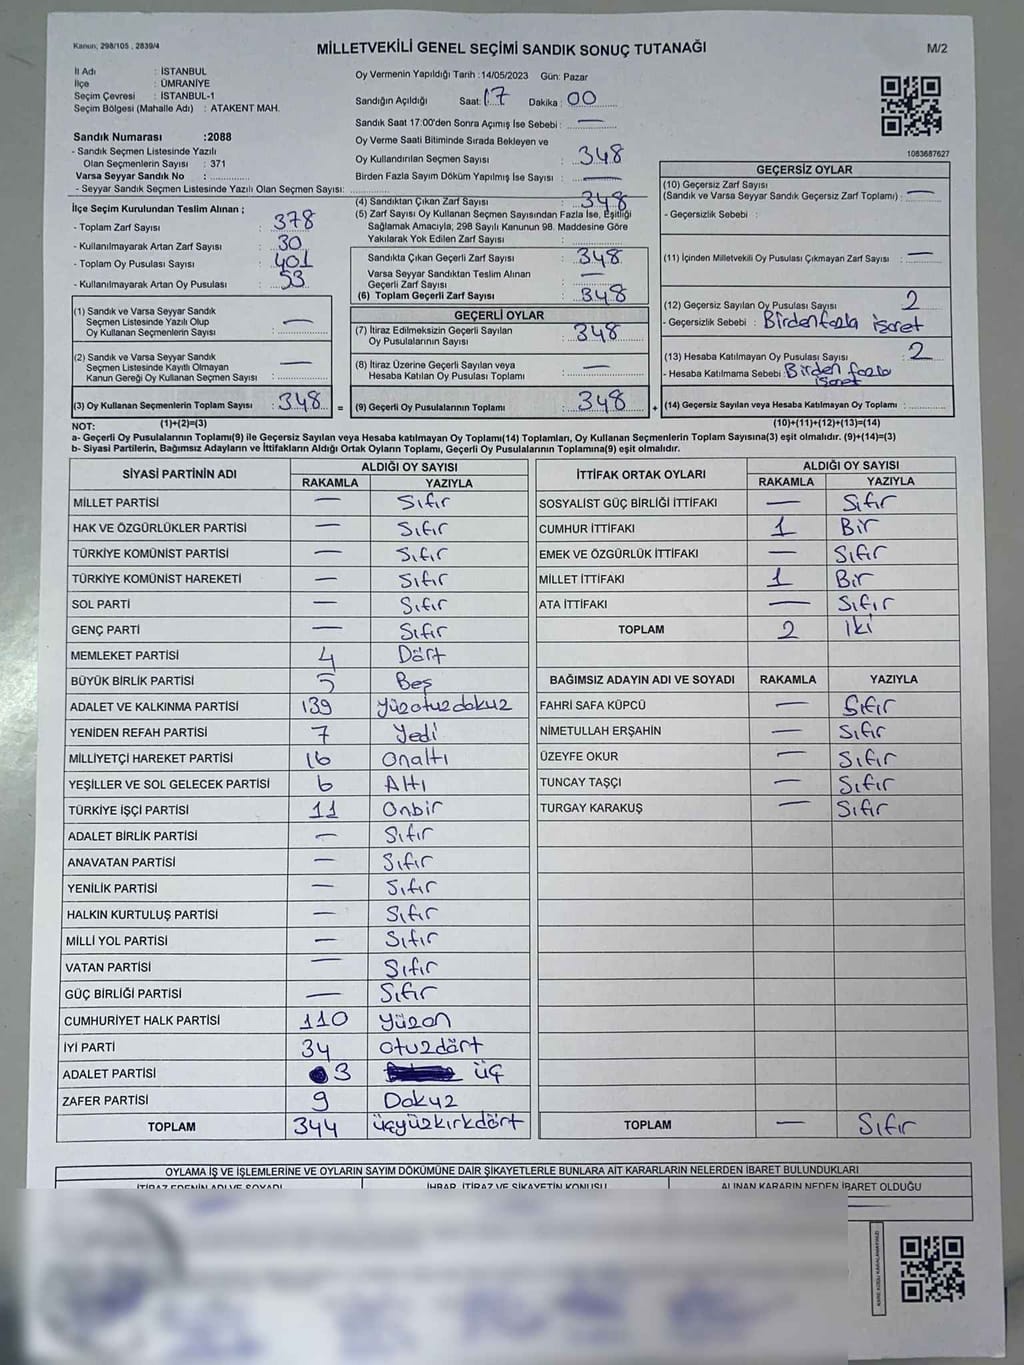 Kanun; 298/105 , 2839/4
MİLLETVEKİLİ GENEL SEÇİMİ SANDIK SONUÇ TUTANAĞI
M/2
İl Adı : İSTANBUL
İlçe : ÜMRANİYE
Seçim Çevresi : İSTANBUL-1
Seçim Bölgesi (Mahalle Adı) : ATAKENT MAH.
Sandık Numarası :2088
- Sandık Seçmen Listesinde Yazılı
Olan Seçmenlerin Sayısı : 371
Varsa Seyyar Sandık No :
- Seyyar Sandık Seçmen Listesinde Yazılı Olan Seçmen Sayısı:
Oy Vermenin Yapıldığı Tarih :14/05/2023 Gün: Pazar
Sandığın Açıldığı Saat: 17 Dakika : 00
Sandık Saat 17:00'den Sonra Açımış İse Sebebi : —
Oy Verme Saati Bitiminde Sırada Bekleyen ve
Oy Kullandırılan Seçmen Sayısı : 348
Birden Fazla Sayım Döküm Yapılmış İse Sayısı : —
1063687627
İlçe Seçim Kurulundan Teslim Alınan ;
- Toplam Zarf Sayısı : 378
- Kullanılmayarak Artan Zarf Sayısı : 30
- Toplam Oy Pusulası Sayısı : 401
- Kullanılmayarak Artan Oy Pusulası : 53
(1) Sandık ve Varsa Seyyar Sandık
Seçmen Listesinde Yazılı Olup
Oy Kullanan Seçmenlerin Sayısı : —
(2) Sandık ve Varsa Seyyar Sandık
Seçmen Listesinde Kayıtlı Olmayan
Kanun Gereği Oy Kullanan Seçmen Sayısı : —
(3) Oy Kullanan Seçmenlerin Toplam Sayısı : 348 =
(1)+(2)=(3)
(4) Sandıktan Çıkan Zarf Sayısı : 348
(5) Zarf Sayısı Oy Kullanan Seçmen Sayısından Fazla İse, Eşitliği
Sağlamak Amacıyla, 298 Sayılı Kanunun 98. Maddesine Göre
Yakılarak Yok Edilen Zarf Sayısı :
Sandıkta Çıkan Geçerli Zarf Sayısı : 348
Varsa Seyyar Sandıktan Teslim Alınan
Geçerli Zarf Sayısı : —
(6) Toplam Geçerli Zarf Sayısı : 348
GEÇERLİ OYLAR
(7) İtiraz Edilmeksizin Geçerli Sayılan
Oy Pusulalarının Sayısı : 348
(8) İtiraz Üzerine Geçerli Sayılan veya
Hesaba Katılan Oy Pusulası Toplamı : —
(9) Geçerli Oy Pusulalarının Toplamı : 348 +
GEÇERSİZ OYLAR
(10) Geçersiz Zarf Sayısı
(Sandık ve Varsa Seyyar Sandık Geçersiz Zarf Toplamı) : —
- Geçersizlik Sebebi :
(11) İçinden Milletvekili Oy Pusulası Çıkmayan Zarf Sayısı : —
(12) Geçersiz Sayılan Oy Pusulası Sayısı : 2
- Geçersizlik Sebebi : Birden fazla işaret
(13) Hesaba Katılmayan Oy Pusulası Sayısı : 2
- Hesaba Katılmama Sebebi : Birden fazla
işaret
(14) Geçersiz Sayılan veya Hesaba Katılmayan Oy Toplamı :
(10)+(11)+(12)+(13)=(14)
NOT:
a- Geçerli Oy Pusulalarının Toplamı(9) ile Geçersiz Sayılan veya Hesaba katılmayan Oy Toplamı(14) Toplamları, Oy Kullanan Seçmenlerin Toplam Sayısına(3) eşit olmalıdır. (9)+(14)=(3)
b- Siyasi Partilerin, Bağımsız Adayların ve İttifakların Aldığı Ortak Oyların Toplamı, Geçerli Oy Pusulalarının Toplamına(9) eşit olmalıdır.
SİYASİ PARTİNİN ADI ALDIĞI OY SAYISI
RAKAMLA YAZIYLA
MİLLET PARTİSİ — Sıfır
HAK VE ÖZGÜRLÜKLER PARTİSİ — Sıfır
TÜRKİYE KOMÜNİST PARTİSİ — Sıfır
TÜRKİYE KOMÜNİST HAREKETİ — Sıfır
SOL PARTİ — Sıfır
GENÇ PARTİ — Sıfır
MEMLEKET PARTİSİ 4 Dört
BÜYÜK BİRLİK PARTİSİ 5 Beş
ADALET VE KALKINMA PARTİSİ 139 Yüzotuzdokuz
YENİDEN REFAH PARTİSİ 7 Yedi
MİLLİYETÇİ HAREKET PARTİSİ 16 Onaltı
YEŞİLLER VE SOL GELECEK PARTİSİ 6 Altı
TÜRKİYE İŞÇİ PARTİSİ 11 Onbir
ADALET BİRLİK PARTİSİ — Sıfır
ANAVATAN PARTİSİ — Sıfır
YENİLİK PARTİSİ — Sıfır
HALKIN KURTULUŞ PARTİSİ — Sıfır
MİLLİ YOL PARTİSİ — Sıfır
VATAN PARTİSİ — Sıfır
GÜÇ BİRLİĞİ PARTİSİ — Sıfır
CUMHURİYET HALK PARTİSİ 110 Yüzon
İYİ PARTİ 34 otuzdört
ADALET PARTİSİ 3 üç
ZAFER PARTİSİ 9 Dokuz
TOPLAM 344 üçyüzkırkdört
İTTİFAK ORTAK OYLARI ALDIĞI OY SAYISI
RAKAMLA YAZIYLA
SOSYALİST GÜÇ BİRLİĞİ İTTİFAKI — Sıfır
CUMHUR İTTİFAKI 1 Bir
EMEK VE ÖZGÜRLÜK İTTİFAKI — Sıfır
MİLLET İTTİFAKI 1 Bir
ATA İTTİFAKI — Sıfır
TOPLAM 2 İki
BAĞIMSIZ ADAYIN ADI VE SOYADI RAKAMLA YAZIYLA
FAHRİ SAFA KÜPCÜ — Sıfır
NİMETULLAH ERŞAHİN — Sıfır
ÜZEYFE OKUR — Sıfır
TUNCAY TAŞÇI — Sıfır
TURGAY KARAKUŞ — Sıfır
TOPLAM — Sıfır
OYLAMA İŞ VE İŞLEMLERİNE VE OYLARIN SAYIM DÖKÜMÜNE DAİR ŞİKAYETLERLE BUNLARA AİT KARARLARIN NELERDEN İBARET BULUNDUKLARI
İTİRAZ EDENİN ADI VE SOYADI İHBAR, İTİRAZ VE ŞİKAYETİN KONUSU ALINAN KARARIN NEDEN İBARET OLDUĞU